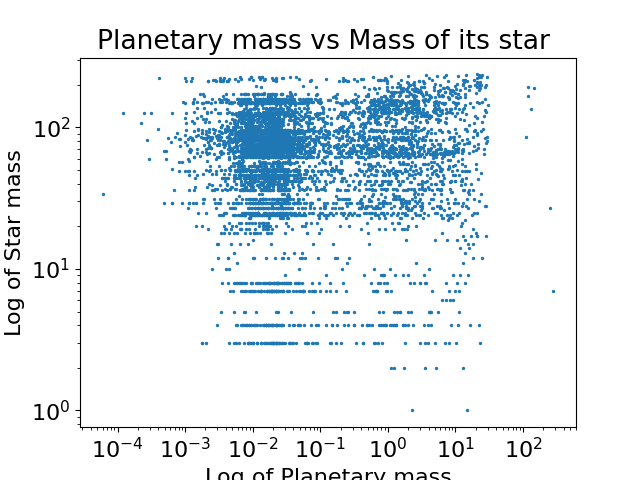 Planetary mass vs Mass of its star
Log of Star mass
10²
10¹
10⁰
10⁻⁴ 10⁻³ 10⁻² 10⁻¹ 10⁰ 10¹ 10²
Log of Planetary mass